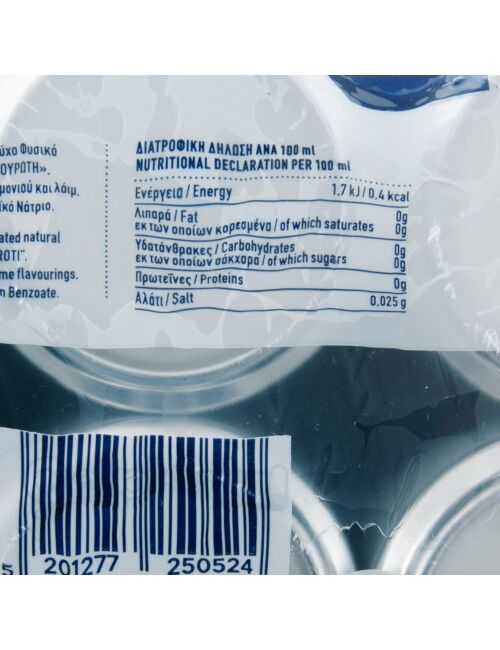 ύχο Φυσικό
ΟΥΡΩΤΗ».
μονιού και λάιμ,
ϊκό Νάτριο.
ated natural
ROTI".
me flavourings.
m Benzoate.
ΔΙΑΤΡΟΦΙΚΗ ΔΗΛΩΣΗ ΑΝΑ 100 ml
NUTRITIONAL DECLARATION PER 100 ml
Ενέργεια / Energy 1,7 kJ / 0,4 kcal
Λιπαρά / Fat 0g
εκ των οποίων κορεσμένα / of which saturates 0g
Υδατάνθρακες / Carbohydrates 0g
εκ των οποίων σάκχαρα / of which sugars 0g
Πρωτεΐνες / Proteins 0g
Αλάτι / Salt 0,025 g
5 201277 250524